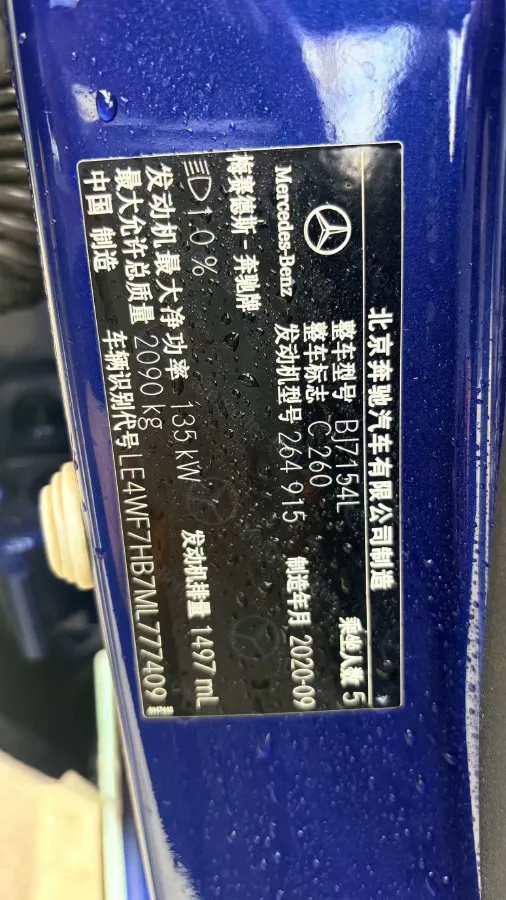 北京奔驰汽车有限公司制造
整车型号 BJ7154L 乘坐人数 5
整车标志 C 260
发动机型号 264 915 制造年月 2020-09
Mercedes-Benz
梅赛德斯-奔驰牌
1.0 %
发动机最大净功率 135 kW 发动机排量 1497 mL
最大允许总质量 2090 kg
中国 制造 车辆识别代号 LE4WF7HB7ML777409